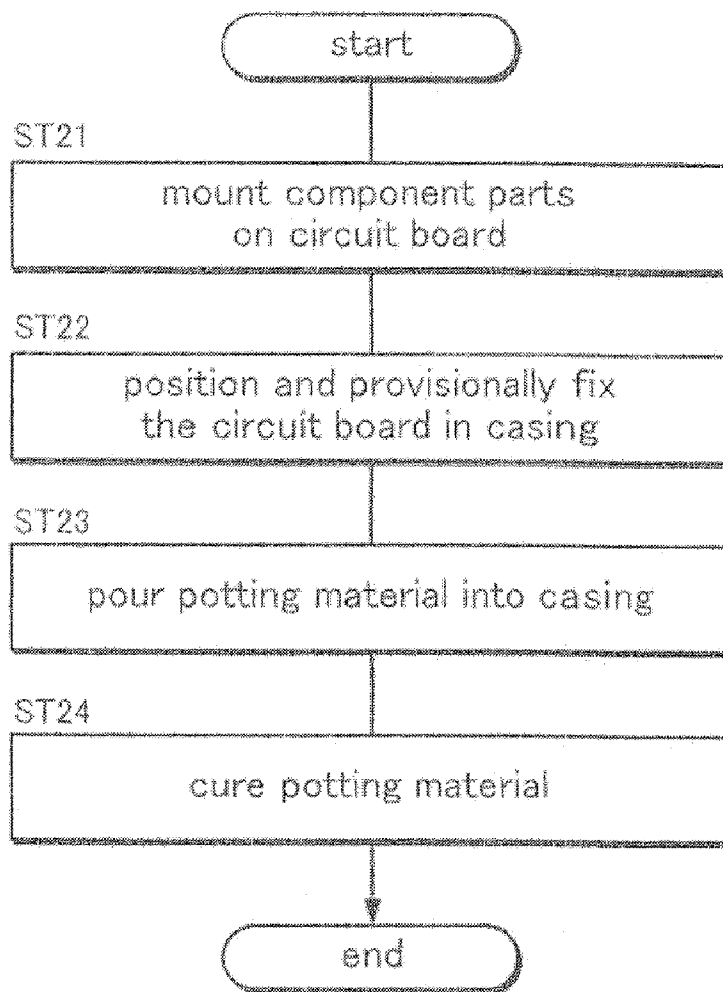 start
ST21
mount component parts
on circuit board
ST22
position and provisionally fix
the circuit board in casing
ST23
pour potting material into casing
ST24
cure potting material
end